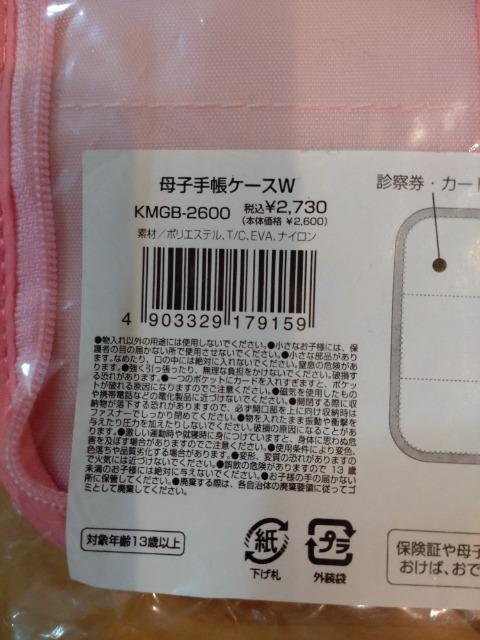 母子手帳ケースW
KMGB-2600 税込¥2,730
(本体価格 ¥2,600)
素材/ポリエステル、T/C、EVA、ナイロン
4 903329 179159
●物入れ以外の用途には使用しないでください。●小さなお子様には、保
護者の目の届かない所で使用させないでください。●小さな部品があり
ます。なめたり、口の中には絶対に入れないでください。窒息の危険があ
ります。●強く引っ張ったり、無理な負担をかけないでください。破損す
る恐れがあります。●一つのポケットにカードを入れすぎますと、ポケッ
トが破れる原因になりますのでご注意ください。●磁気を使用したもの
や携帯電話などの電化製品に近づけないでください。●開閉する際に収
納物が落下する恐れがありますので、必ず開口部を上に向け収納時は
ファスナーでしっかり閉めてください。●物を入れたまま振動や衝撃を
与えたり圧力を加えたりしないでください。破損の原因になることがあ
ります。●激しい運動時や就寝時に身につけていますと、身体に思わぬ危
害を及ぼす場合がありますのでご注意ください。●使用条件により変色、
色落ちや品質劣化する場合があります。●変形、変質の恐れがありますの
で火気には近づけないでください。●誤飲の危険がありますので 13 歳
未満のお子様には絶対に与えないでください。●お子様の手の届かない
所に保管してください。●廃棄する際は、各自治体の廃棄要領に従ってゴ
ミとして廃棄してください。
対象年齢13歳以上
紙
下げ札
プラ
外装袋
診察券・カート
保険証や母子
おけば、おで